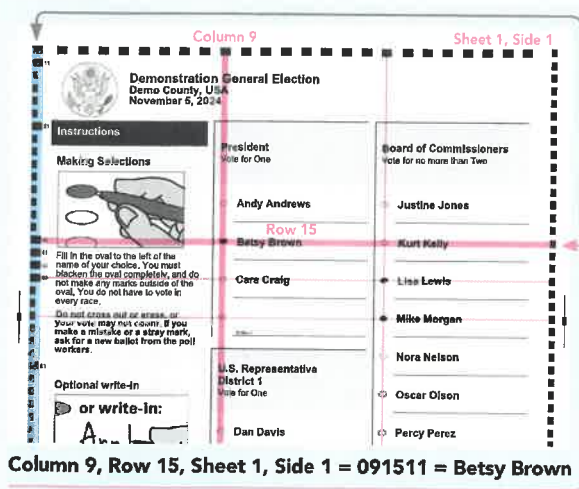 Column 9
Sheet 1, Side 1
Demonstration General Election
Demo County, USA
November 5, 2024
Instructions
Making Selections
Fill in the oval to the left of the
name of your choice. You must
blacken the oval completely, and do
not make any marks outside of the
oval. You do not have to vote in
every race.
Do not cross out or erase, or
your vote may not count. If you
make a mistake or a stray mark,
ask for a new ballot from the poll
workers.
Optional write-in
or write-in:
President
Vote for One
Andy Andrews
Row 15
Betsy Brown
Cara Craig
U.S. Representative
District 1
Vote for One
Dan Davis
Board of Commissioners
Vote for no more than Two
Justine Jones
Kurt Kelly
Lisa Lewis
Mike Morgan
Nora Nelson
Oscar Olson
Percy Perez
Column 9, Row 15, Sheet 1, Side 1 = 091511 = Betsy Brown